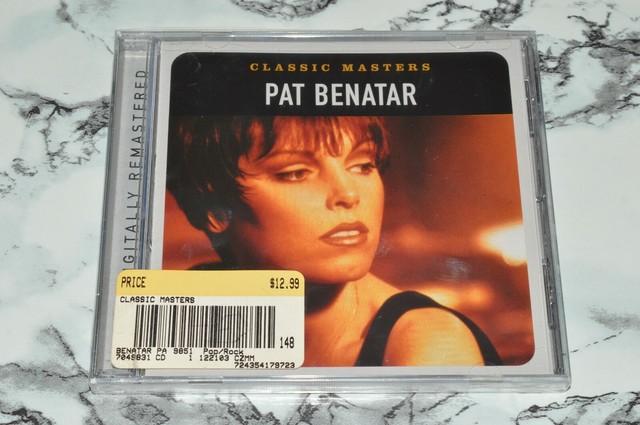 CLASSIC MASTERS
PAT BENATAR
DIGITALLY REMASTERED
PRICE $12.99
CLASSIC MASTERS
148
BENATAR PA 9851 Pop/Rock
7048831 CD 1 122103 CZMM
724354179723